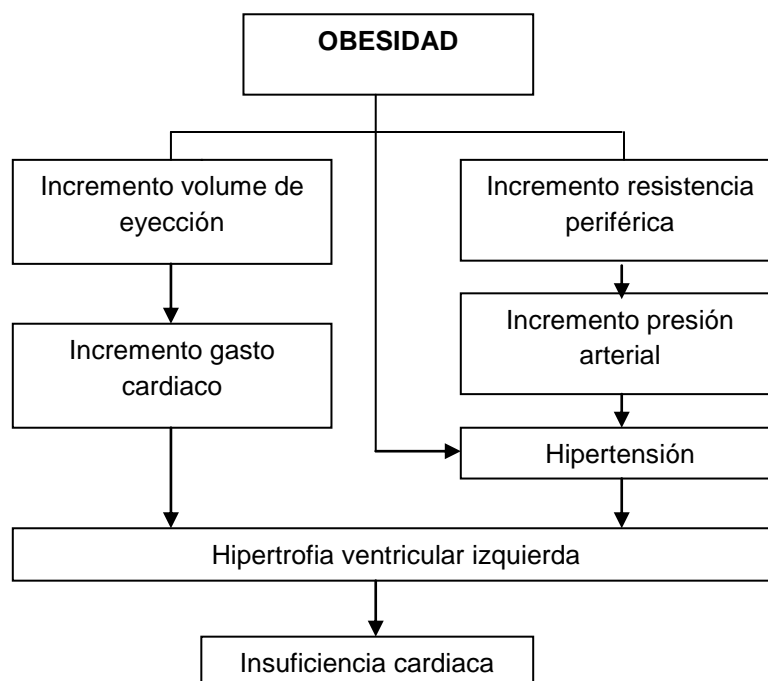 OBESIDAD
Incremento volume de
eyección
Incremento resistencia
periférica
Incremento gasto
cardiaco
Incremento presión
arterial
Hipertensión
Hipertrofia ventricular izquierda
Insuficiencia cardiaca